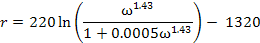 r = 220 ln ( ω^1.43 / (1 + 0.0005ω^1.43) ) − 1320